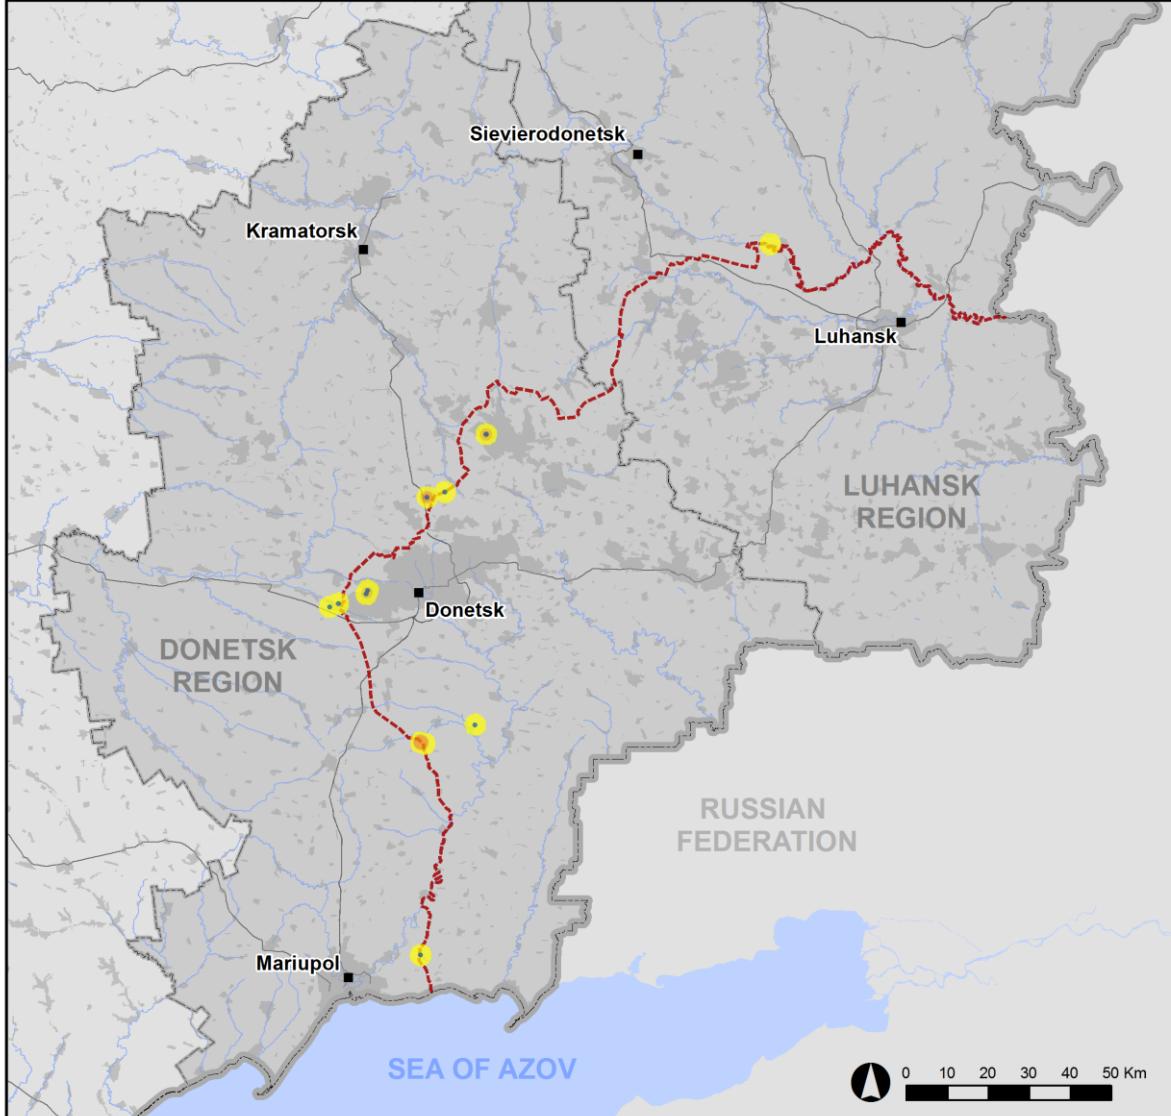 Sievierodonetsk
Kramatorsk
Luhansk
LUHANSK
REGION
Donetsk
DONETSK
REGION
RUSSIAN
FEDERATION
Mariupol
SEA OF AZOV
0 10 20 30 40 50 Km